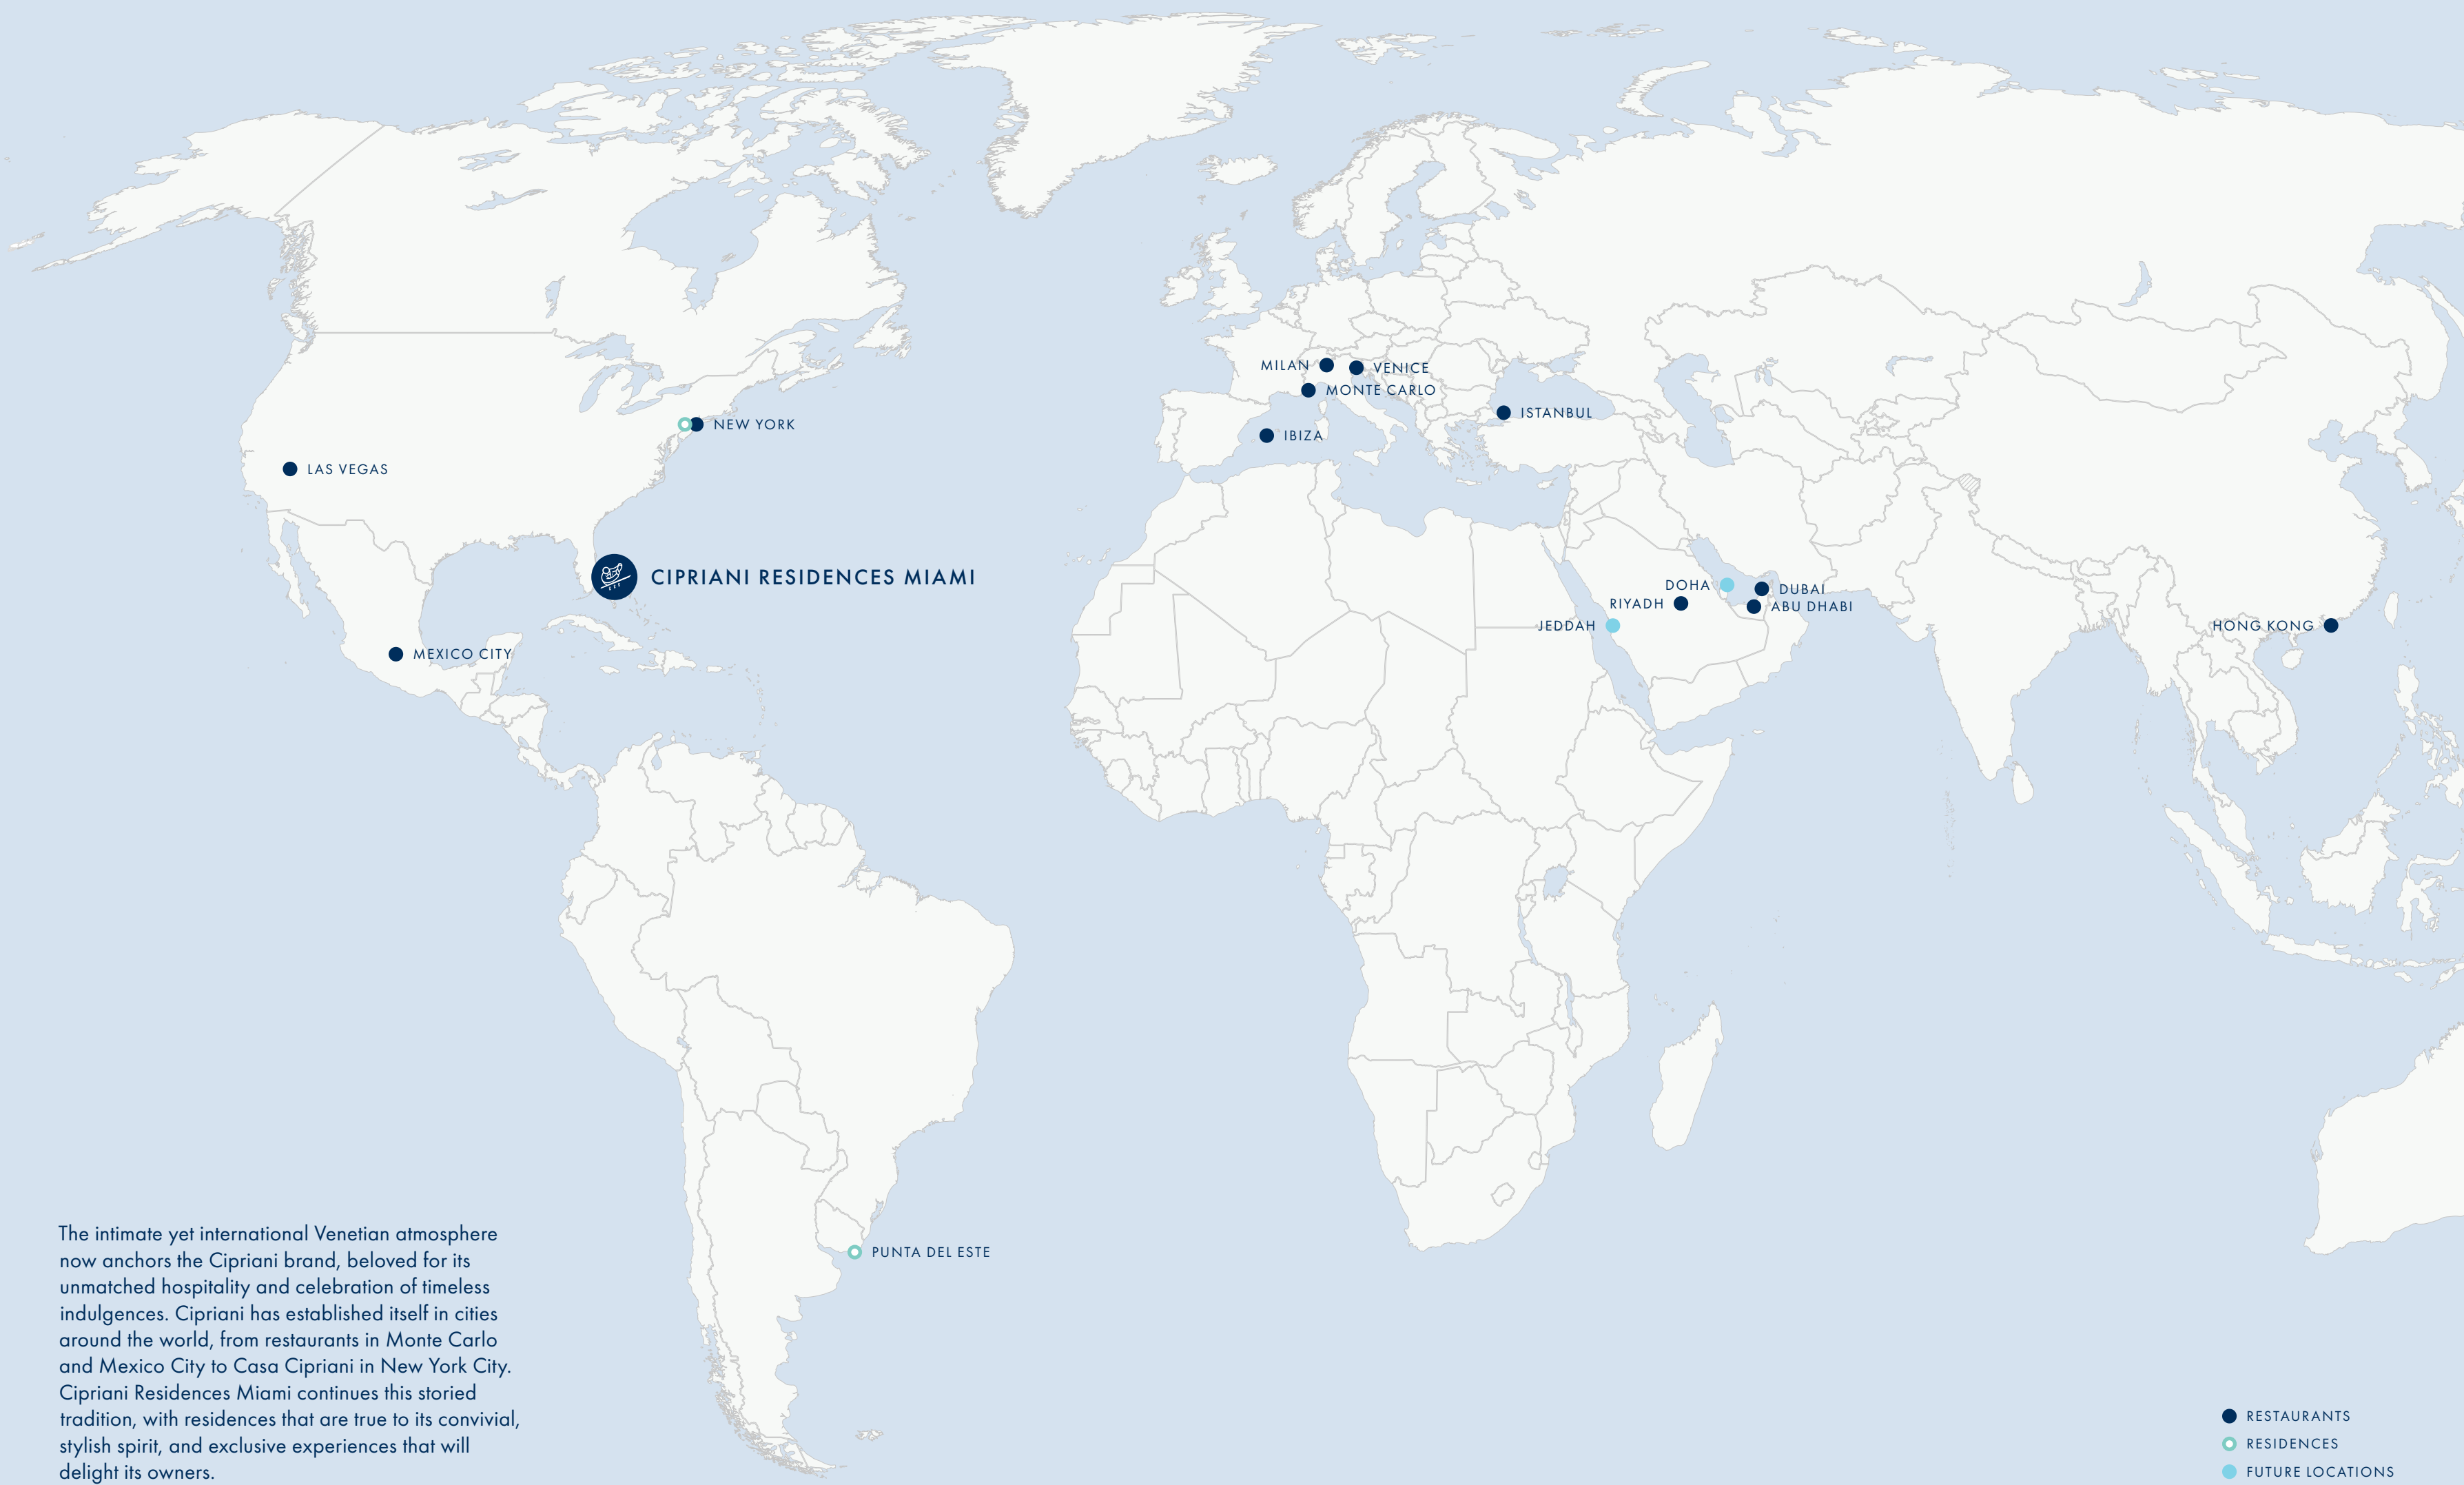 MILAN
VENICE
MONTE CARLO
ISTANBUL
NEW YORK
IBIZA
LAS VEGAS
CIPRIANI RESIDENCES MIAMI
DOHA
DUBAI
RIYADH
ABU DHABI
JEDDAH
HONG KONG
MEXICO CITY
PUNTA DEL ESTE
The intimate yet international Venetian atmosphere
now anchors the Cipriani brand, beloved for its
unmatched hospitality and celebration of timeless
indulgences. Cipriani has established itself in cities
around the world, from restaurants in Monte Carlo
and Mexico City to Casa Cipriani in New York City.
Cipriani Residences Miami continues this storied
tradition, with residences that are true to its convivial,
stylish spirit, and exclusive experiences that will
delight its owners.
RESTAURANTS
RESIDENCES
FUTURE LOCATIONS